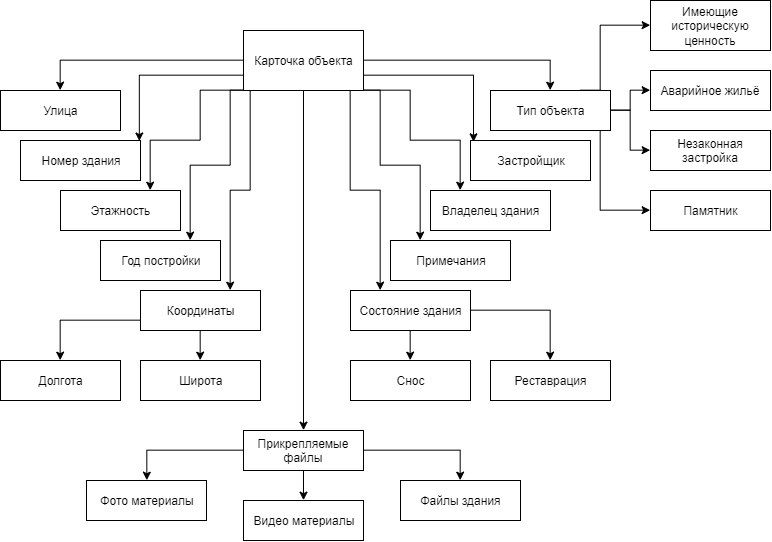 Имеющие
историческую
ценность
Карточка объекта
Аварийное жильё
Улица
Тип объекта
Номер здания
Застройщик
Незаконная
застройка
Этажность
Владелец здания
Памятник
Год постройки
Примечания
Координаты
Состояние здания
Долгота
Широта
Снос
Реставрация
Прикрепляемые
файлы
Фото материалы
Видео материалы
Файлы здания